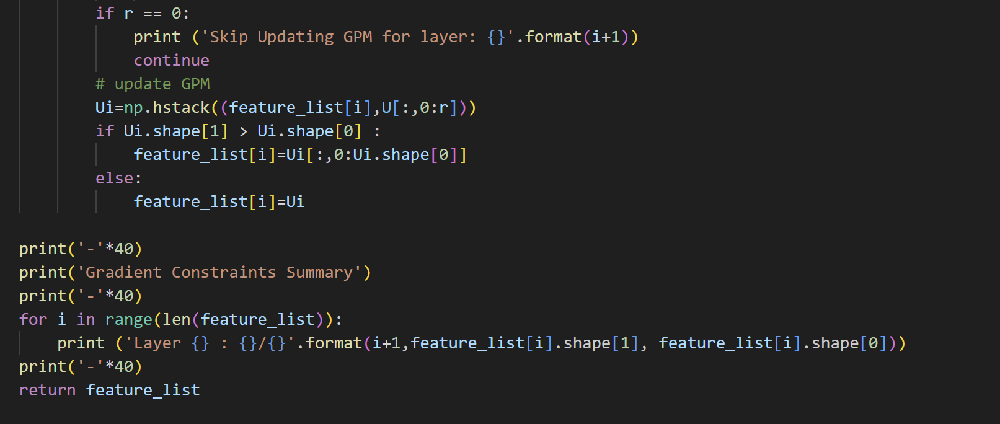 if r == 0:
print ('Skip Updating GPM for layer: {}'.format(i+1))
continue
# update GPM
Ui=np.hstack((feature_list[i],U[:,0:r]))
if Ui.shape[1] > Ui.shape[0] :
feature_list[i]=Ui[:,0:Ui.shape[0]]
else:
feature_list[i]=Ui
print('-'*40)
print('Gradient Constraints Summary')
print('-'*40)
for i in range(len(feature_list)):
print ('Layer {} : {}/{}'.format(i+1,feature_list[i].shape[1], feature_list[i].shape[0]))
print('-'*40)
return feature_list